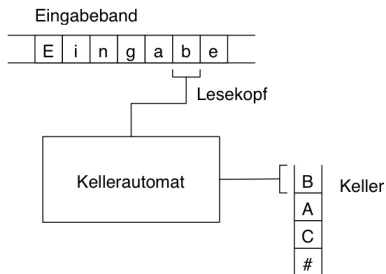 Eingabeband
E i n g a b e
Lesekopf
Kellerautomat
B
Keller
A
C
#